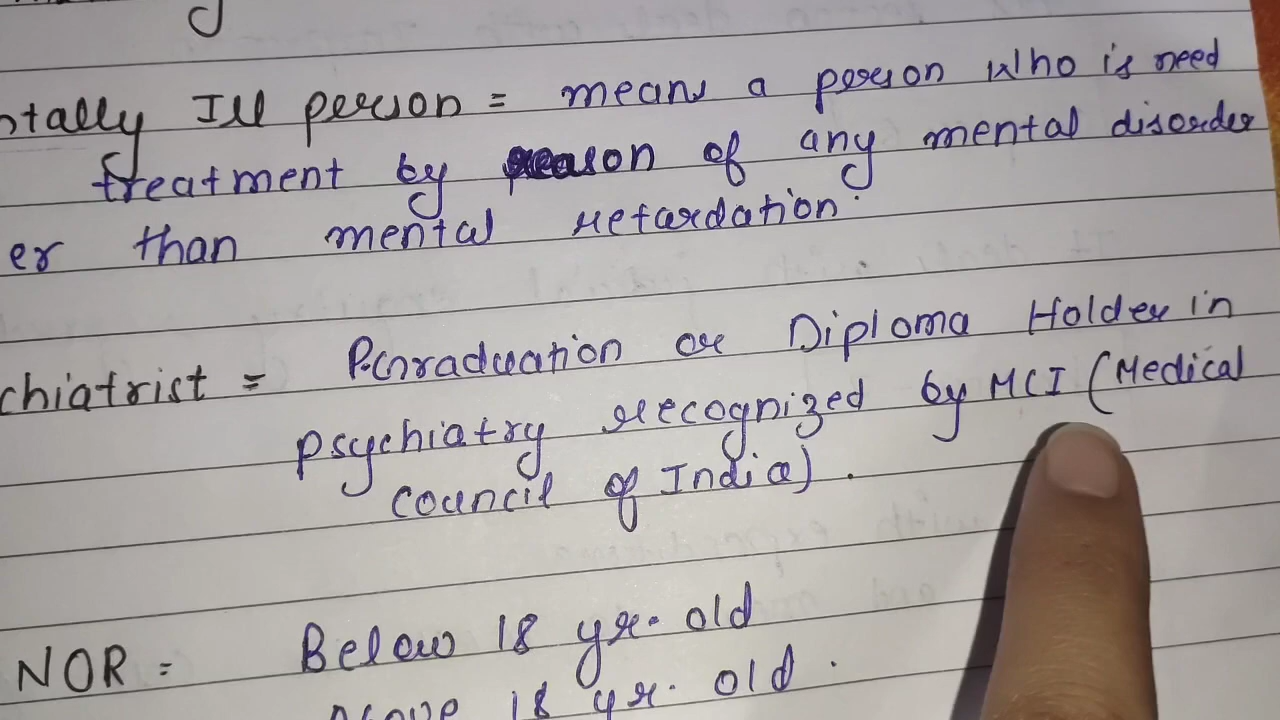 ntally Ill person = means a person who is need
treatment by reason of any mental disorder
er than mental retardation.
chiatrist = P.Graduation or Diploma Holder in
psychiatry recognized by MCI (Medical
council of India).
NOR = Below 18 yr. old
Above 18 yr. old.